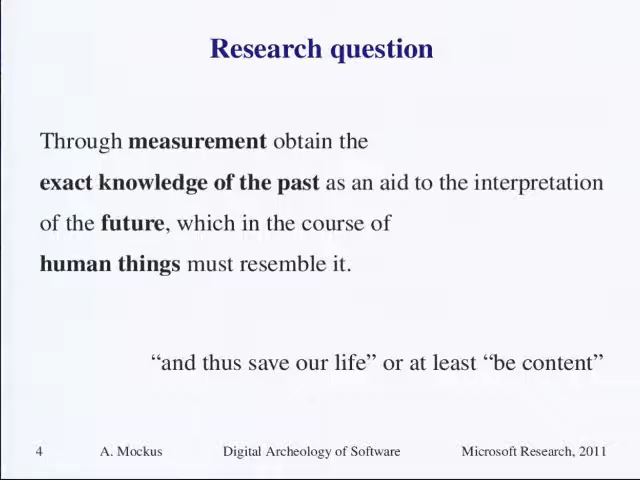 Research question
Through measurement obtain the
exact knowledge of the past as an aid to the interpretation
of the future, which in the course of
human things must resemble it.
“and thus save our life” or at least “be content”
4 A. Mockus Digital Archeology of Software Microsoft Research, 2011